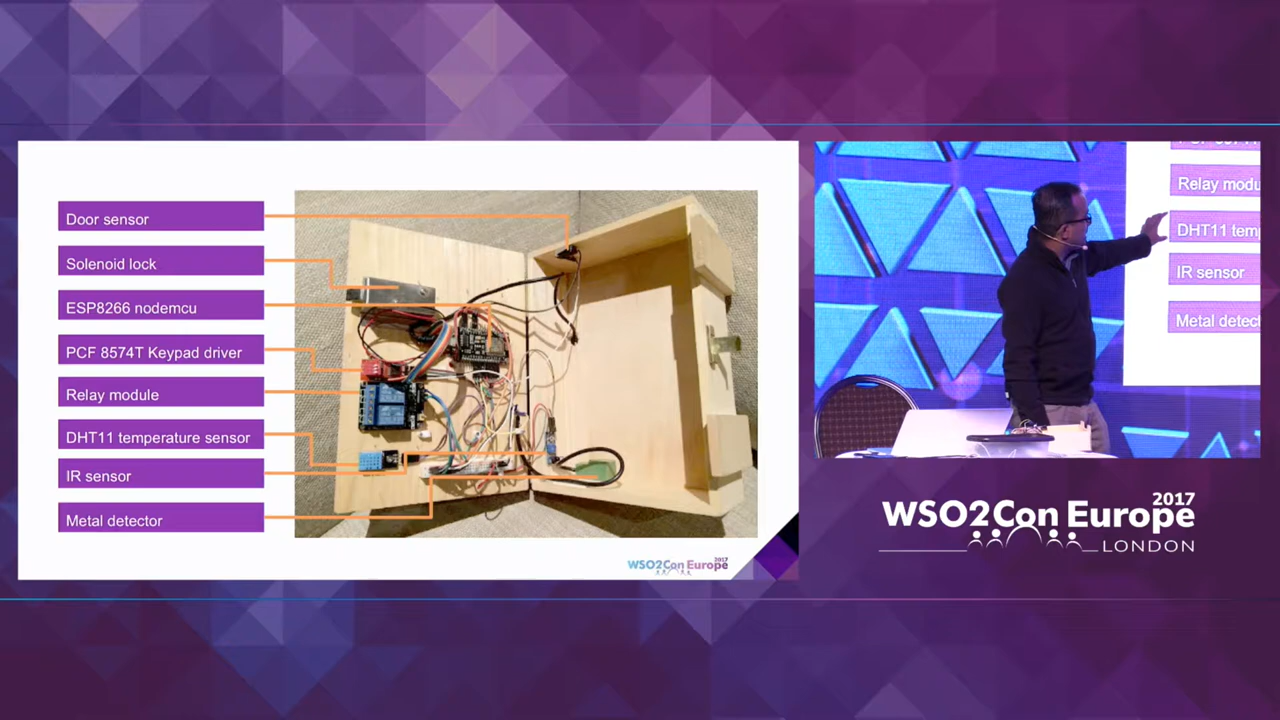 Door sensor
Solenoid lock
ESP8266 nodemcu
PCF 8574T Keypad driver
Relay module
DHT11 temperature sensor
IR sensor
Metal detector
WSO2Con Europe
2017
Relay modu
DHT11 temp
IR sensor
Metal detect
2017
WSO2Con Europe
LONDON